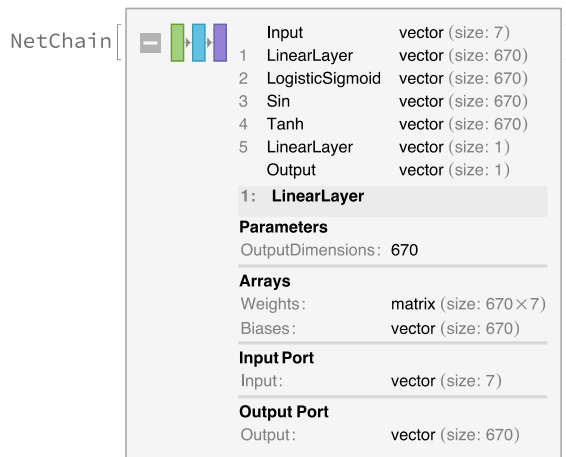 NetChain[
Input vector (size: 7)
1 LinearLayer vector (size: 670)
2 LogisticSigmoid vector (size: 670)
3 Sin vector (size: 670)
4 Tanh vector (size: 670)
5 LinearLayer vector (size: 1)
Output vector (size: 1)
1: LinearLayer
Parameters
OutputDimensions: 670
Arrays
Weights: matrix (size: 670×7)
Biases: vector (size: 670)
Input Port
Input: vector (size: 7)
Output Port
Output: vector (size: 670)